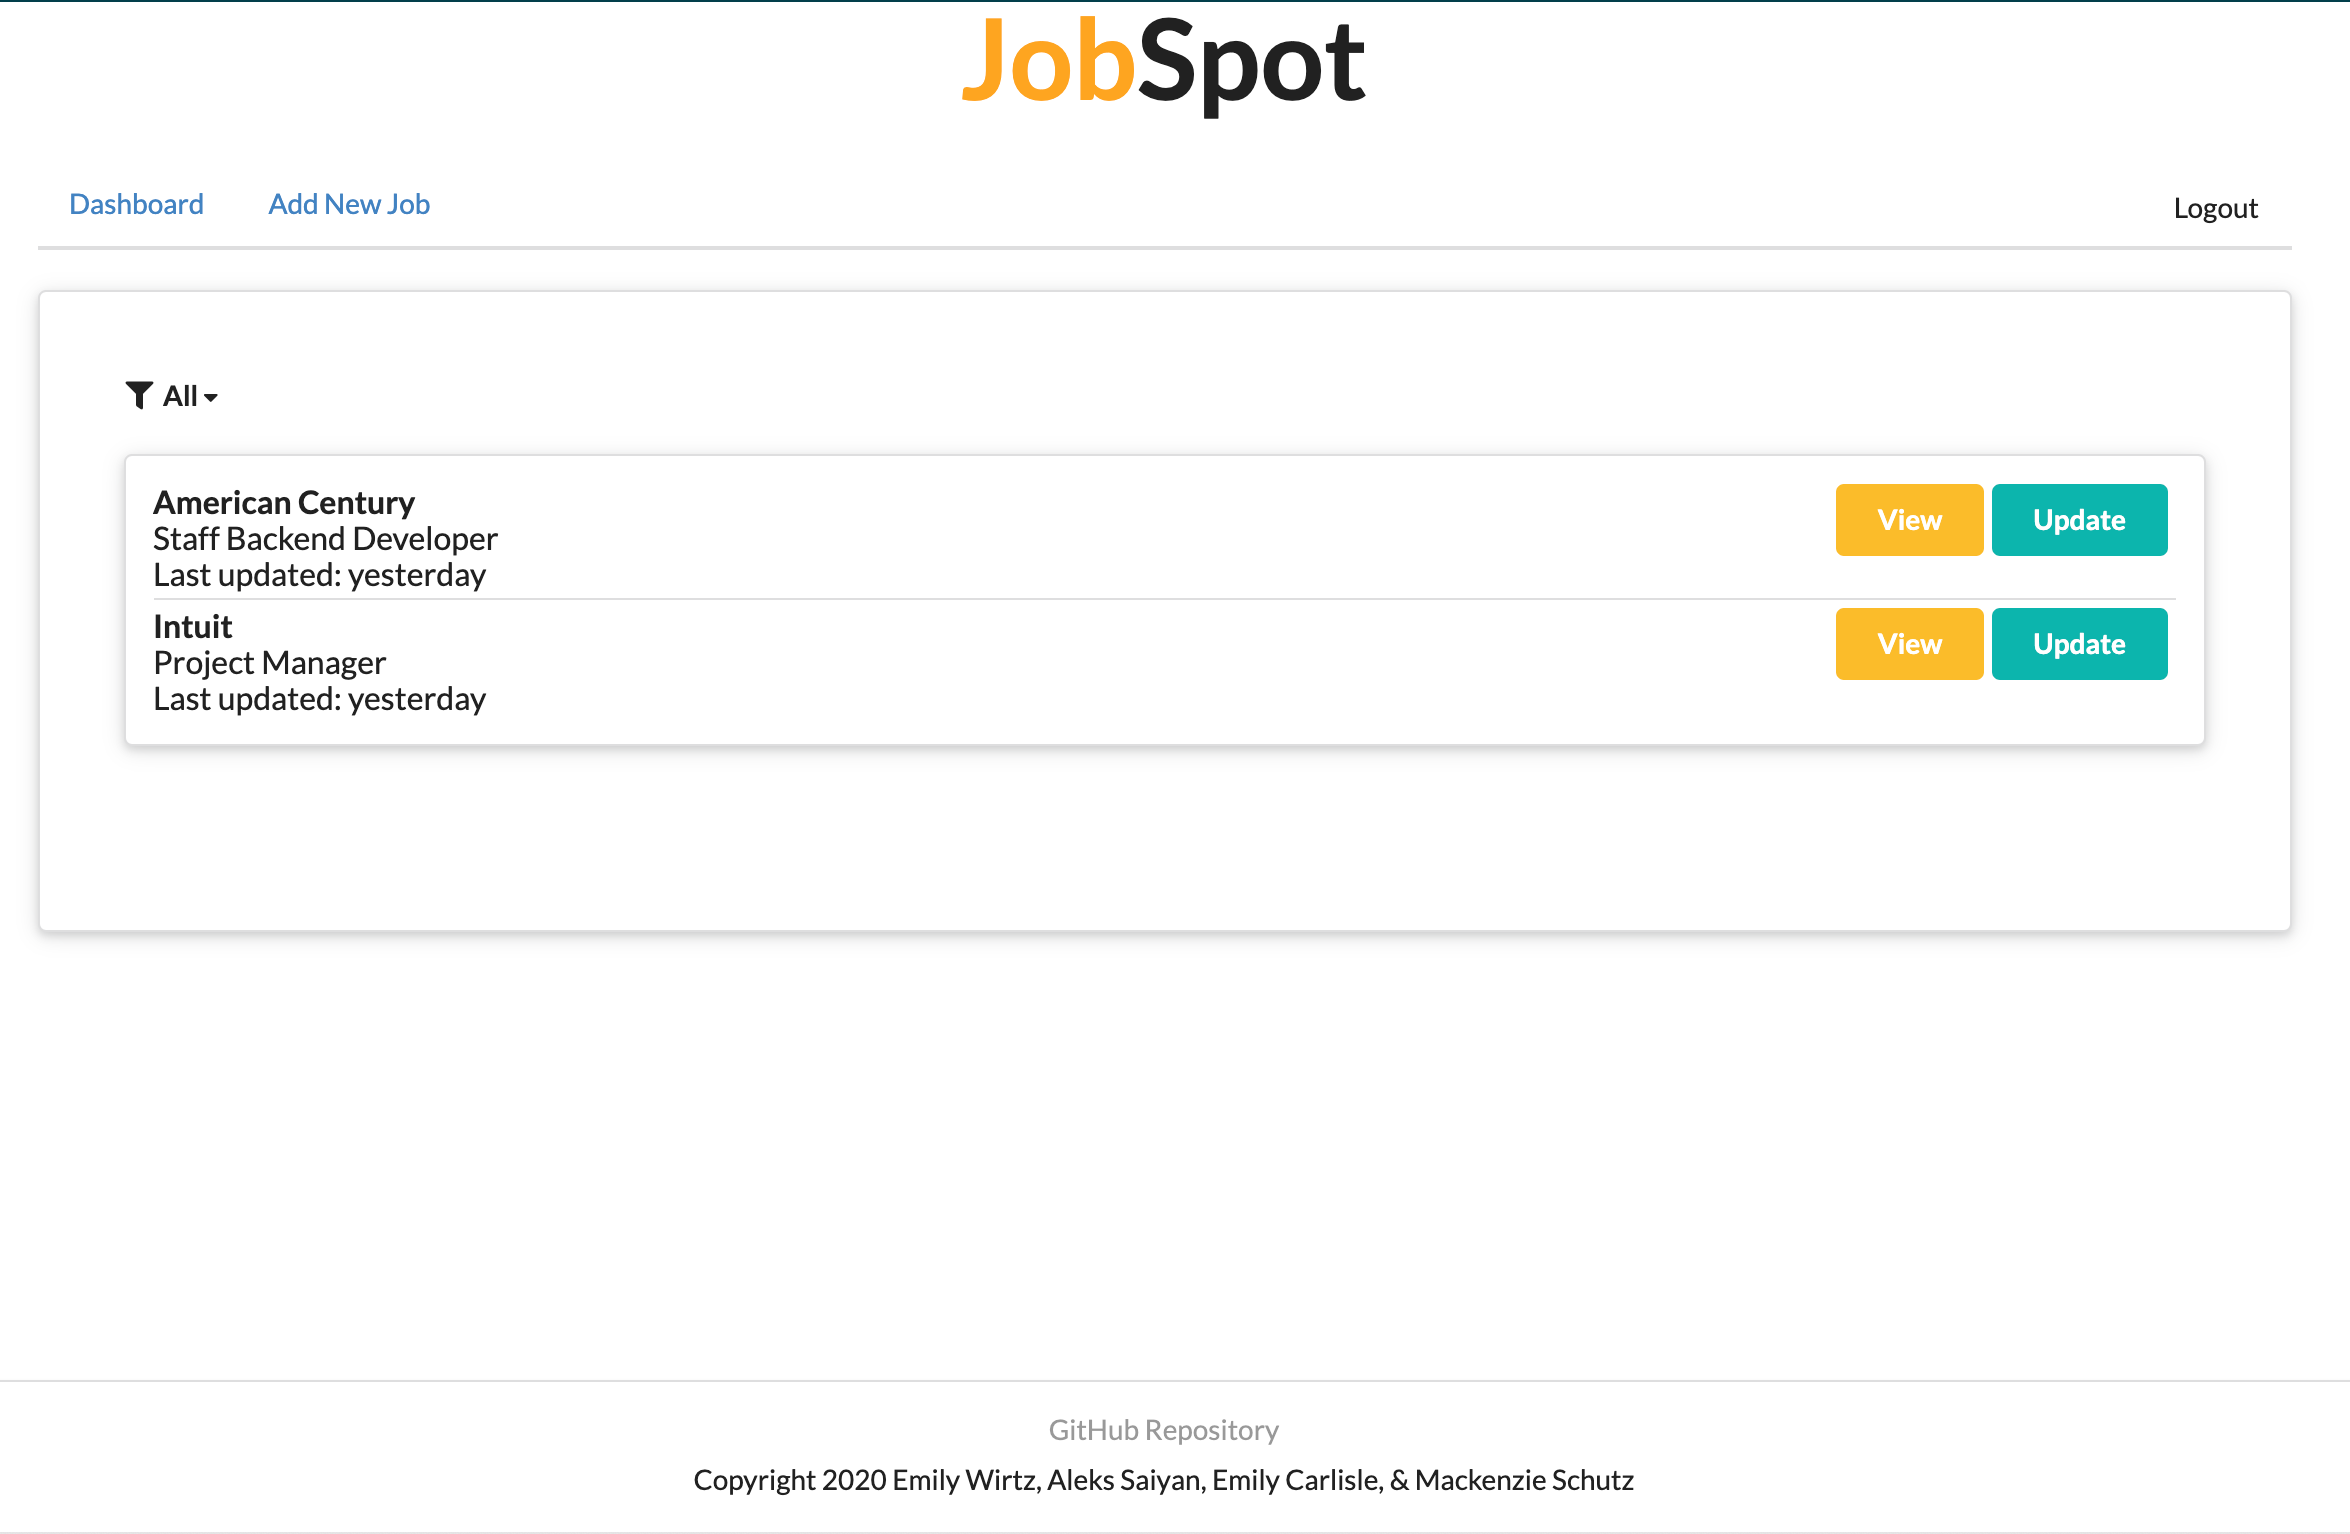 JobSpot
Dashboard Add New Job Logout
All
American Century View Update
Staff Backend Developer
Last updated: yesterday
Intuit View Update
Project Manager
Last updated: yesterday
GitHub Repository
Copyright 2020 Emily Wirtz, Aleks Saiyan, Emily Carlisle, & Mackenzie Schutz